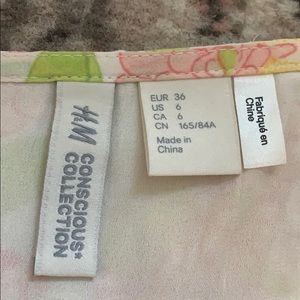 H&M
CONSCIOUS*
COLLECTION
EUR 36
US 6
CA 6
CN 165/84A
Made in
China
Fabriqué en
Chine